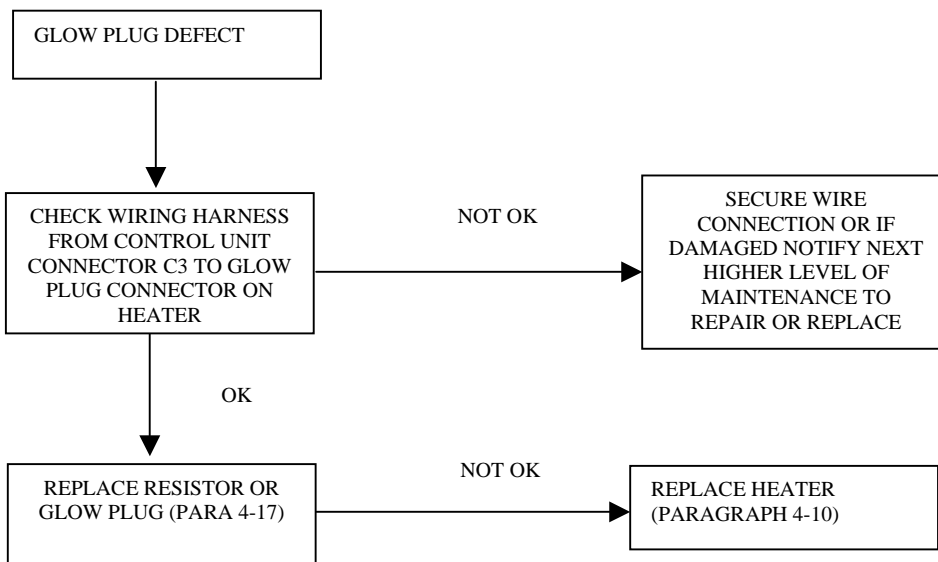 GLOW PLUG DEFECT
CHECK WIRING HARNESS
FROM CONTROL UNIT
CONNECTOR C3 TO GLOW
PLUG CONNECTOR ON
HEATER
NOT OK
SECURE WIRE
CONNECTION OR IF
DAMAGED NOTIFY NEXT
HIGHER LEVEL OF
MAINTENANCE TO
REPAIR OR REPLACE
OK
REPLACE RESISTOR OR
GLOW PLUG (PARA 4-17)
NOT OK
REPLACE HEATER
(PARAGRAPH 4-10)